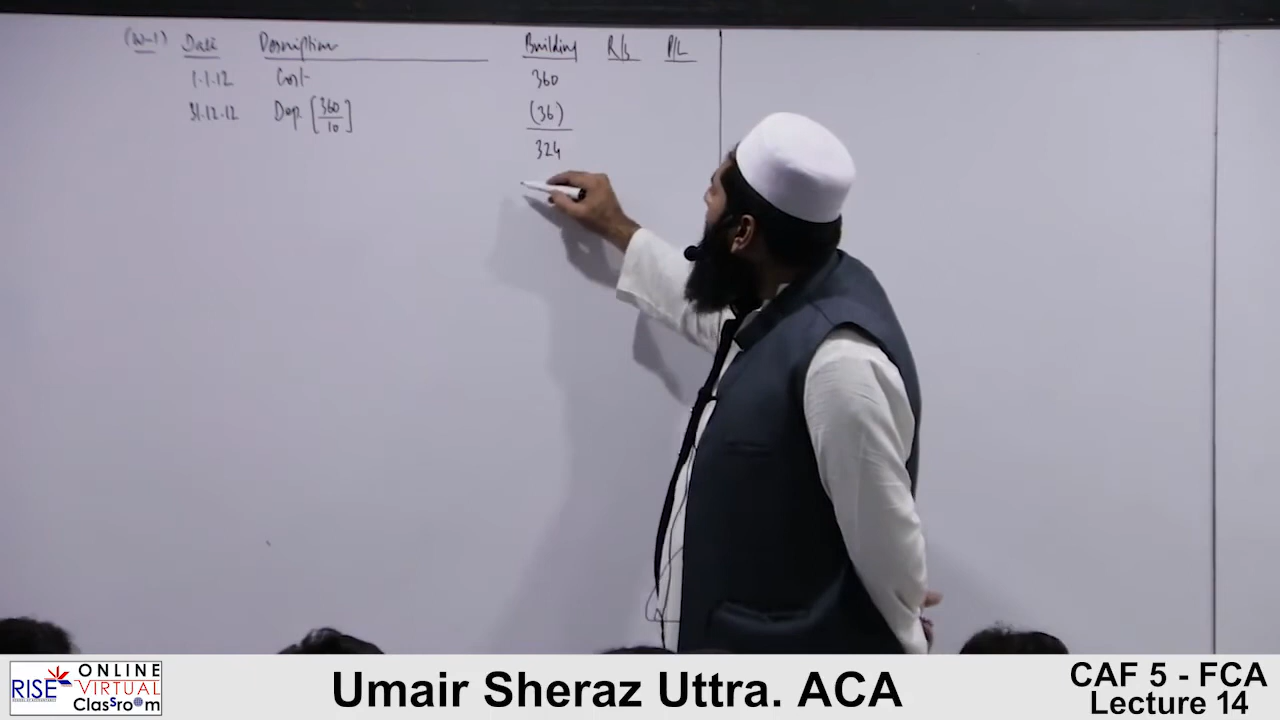 (W-1) Date Description Building R/s P/L
1.1.12 Cost 360
31.12.12 Dep. [360/10] (36)
324
RISE ONLINE VIRTUAL ClassroOm
Umair Sheraz Uttra. ACA
CAF 5 - FCA
Lecture 14